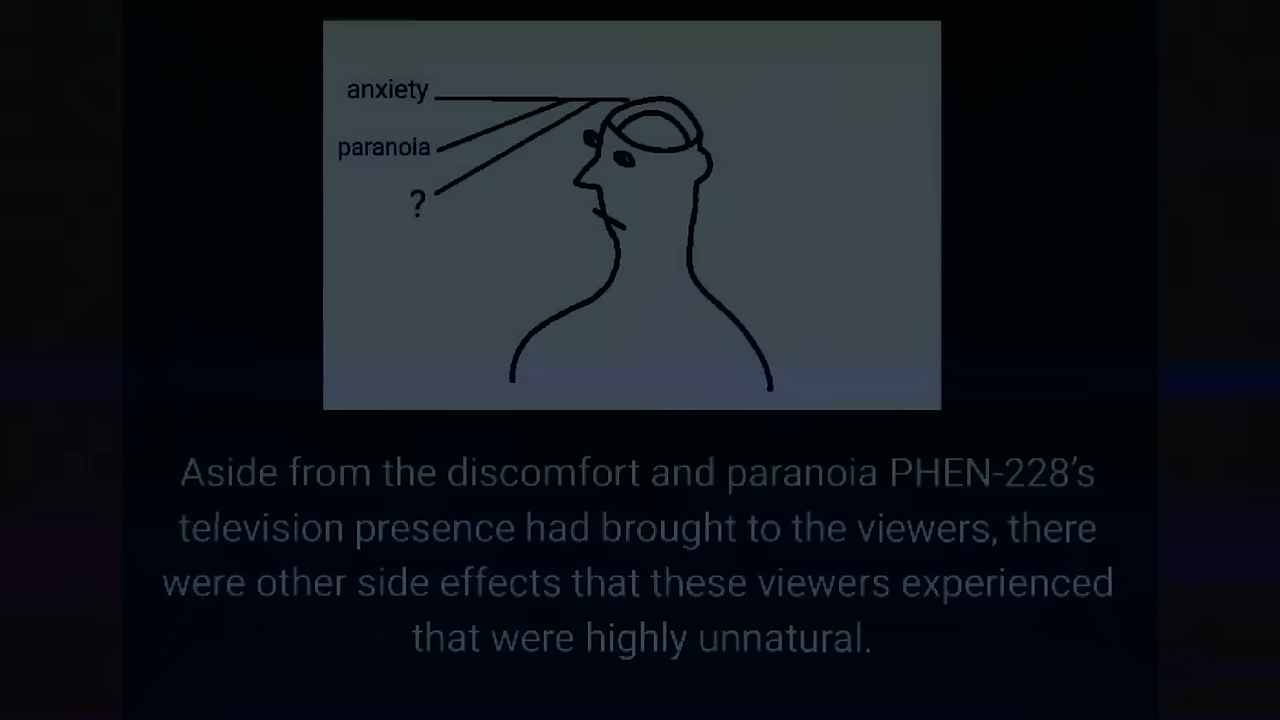 anxiety
paranoia
?
Aside from the discomfort and paranoia PHEN-228’s
television presence had brought to the viewers, there
were other side effects that these viewers experienced
that were highly unnatural.